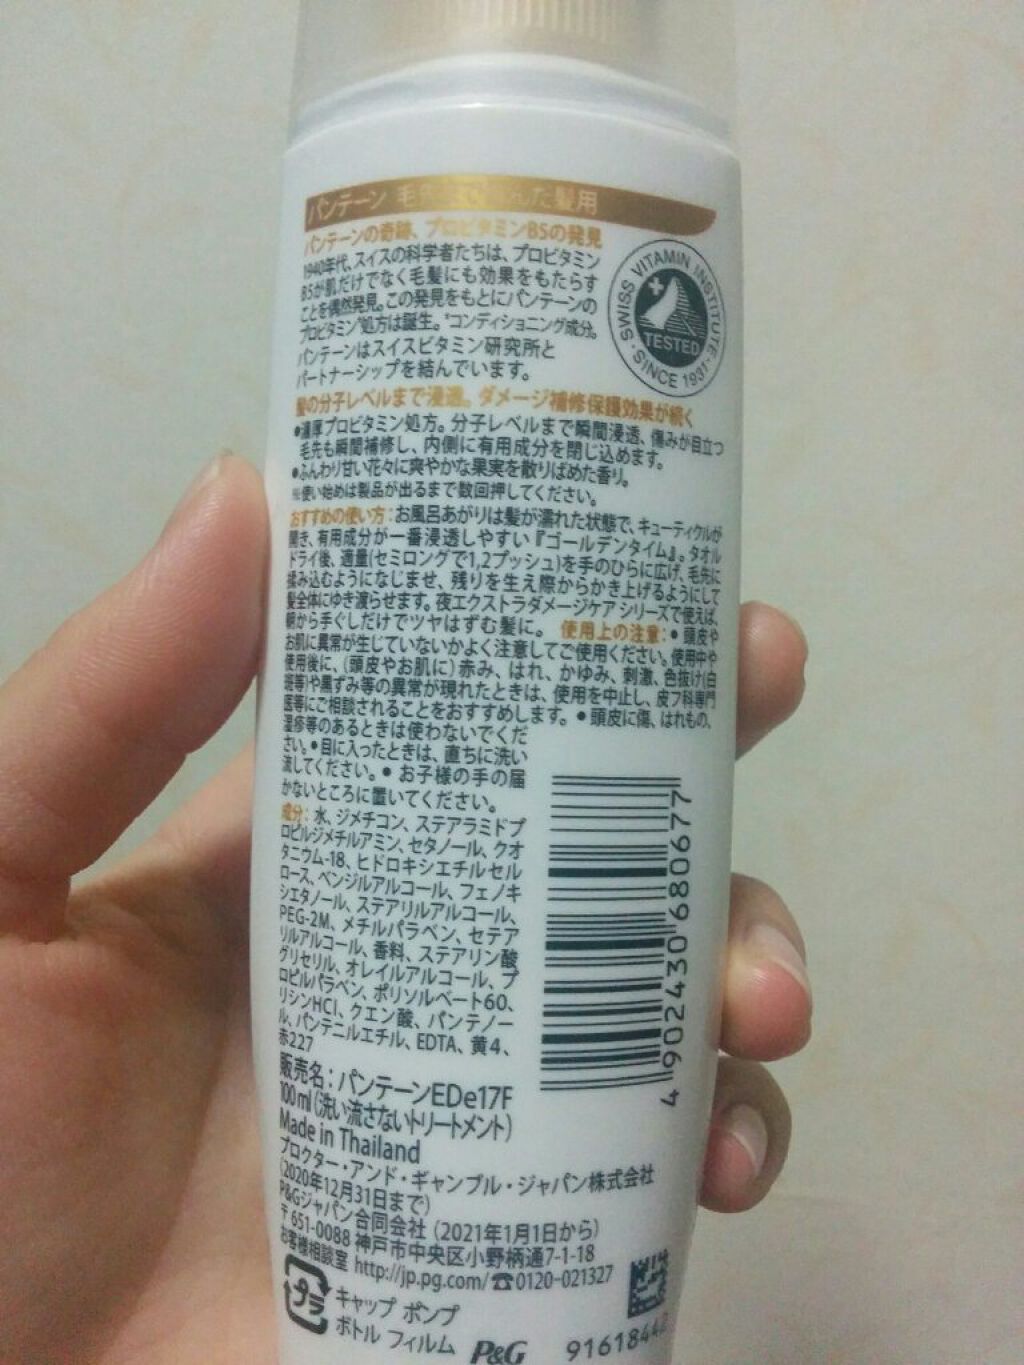 パンテーン 毛先まで傷んだ髪用
パンテーンの奇跡、プロビタミンB5の発見
1940年代、スイスの科学者たちは、プロビタミン
B5が肌だけでなく毛髪にも効果をもたらす
ことを偶然発見。この発見をもとにパンテーンの
プロビタミン*処方は誕生。*コンディショニング成分。
パンテーンはスイスビタミン研究所と
パートナーシップを結んでいます。
SWISS VITAMIN INSTITUTE
TESTED
SINCE 1931
髪の分子レベルまで浸透。ダメージ補修保護効果が続く
•濃厚プロビタミン処方。分子レベルまで瞬間浸透、傷みが目立つ
毛先も瞬間補修し、内側に有用成分を閉じ込めます。
•ふんわり甘い花々に爽やかな果実を散りばめた香り。
※使い始めは製品が出るまで数回押してください。
おすすめの使い方:お風呂あがりは髪が濡れた状態で、キューティクルが
開き、有用成分が一番浸透しやすい『ゴールデンタイム』。タオル
ドライ後、適量(セミロングで1,2プッシュ)を手のひらに広げ、毛先に
揉み込むようになじませ、残りを生え際からかき上げるようにして
髪全体にゆき渡らせます。夜エクストラダメージケア シリーズで使えば、
朝から手ぐしだけでツヤはずむ髪に。 使用上の注意:• 頭皮や
お肌に異常が生じていないかよく注意してご使用ください。使用中や
使用後に、(頭皮やお肌に)赤み、はれ、かゆみ、刺激、色抜け(白
斑等)や黒ずみ等の異常が現れたときは、使用を中止し、皮フ科専門
医等にご相談されることをおすすめします。 • 頭皮に傷、はれもの、
湿疹等のあるときは使わないでくだ
さい。• 目に入ったときは、直ちに洗い
流してください。• お子様の手の届
かないところに置いてください。
成分:水、ジメチコン、ステアラミドプ
ロピルジメチルアミン、セタノール、クオ
タニウム-18、ヒドロキシエチルセル
ロース、ベンジルアルコール、フェノキ
シエタノール、ステアリルアルコール、
PEG-2M、メチルパラベン、セテア
リルアルコール、香料、ステアリン酸
グリセリル、オレイルアルコール、プ
ロピルパラベン、ポリソルベート60、
リシンHCl、クエン酸、パンテノー
ル、パンテニルエチル、EDTA、黄4、
赤227
4902430680677
販売名:パンテーンEDe17F
100ml(洗い流さないトリートメント)
Made in Thailand
プロクター・アンド・ギャンブル・ジャパン株式会社
(2020年12月31日まで)
P&Gジャパン合同会社(2021年1月1日から)
〒651-0088 神戸市中央区小野柄通7-1-18
お客様相談室 http://jp.pg.com/ ☎0120-021327
プラ
キャップ ポンプ
ボトル フィルム
P&G